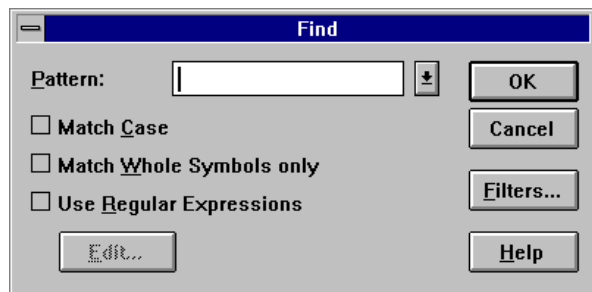 Find
Pattern:
OK
Match Case
Cancel
Match Whole Symbols only
Filters...
Use Regular Expressions
Edit...
Help